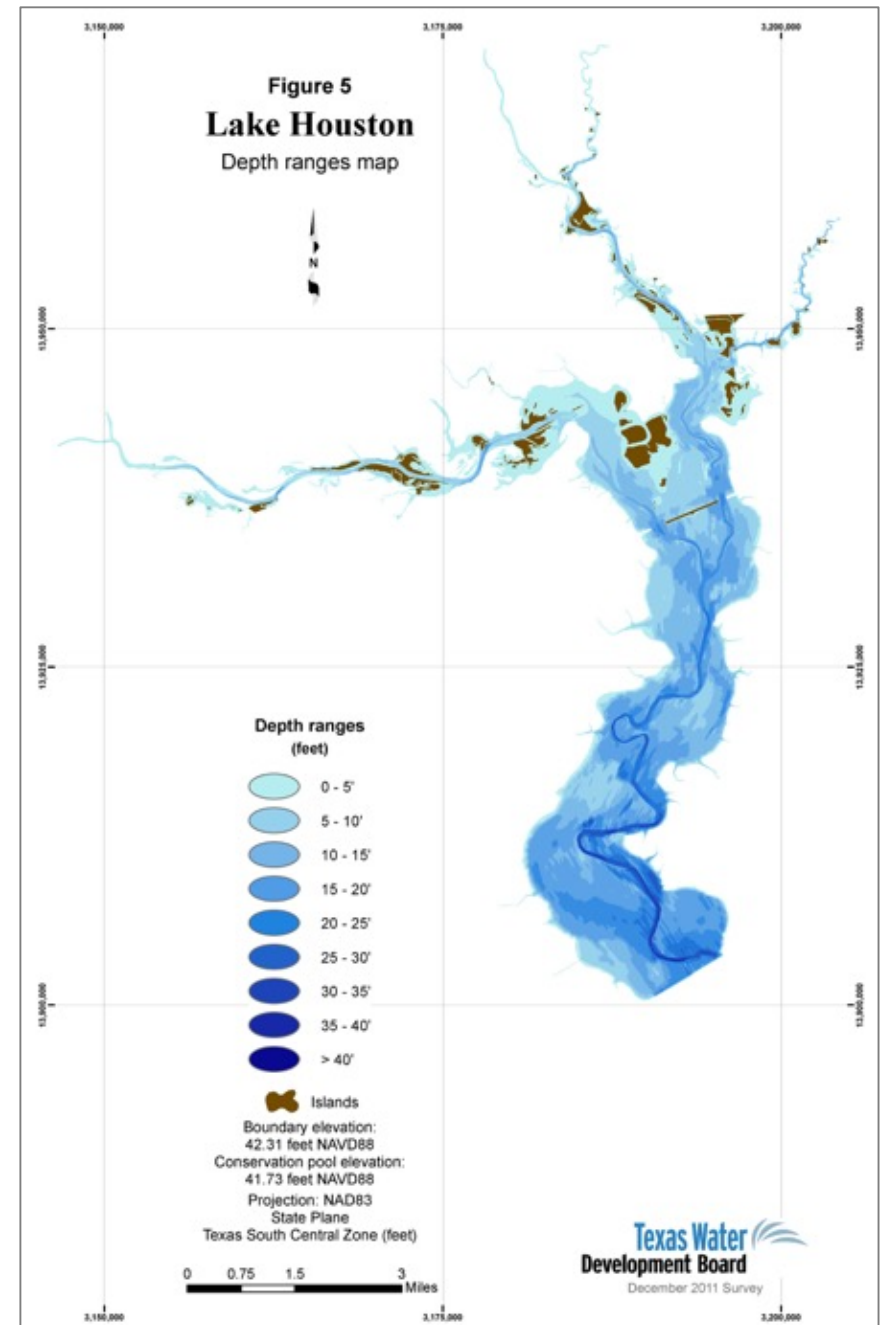 3,150,000
3,175,000
3,200,000
Figure 5
Lake Houston
Depth ranges map
N
13,950,000
13,950,000
13,925,000
13,925,000
Depth ranges
(feet)
0 - 5'
5 - 10'
10 - 15'
15 - 20'
20 - 25'
25 - 30'
30 - 35'
35 - 40'
> 40'
13,900,000
13,900,000
Islands
Boundary elevation:
42.31 feet NAVD88
Conservation pool elevation:
41.73 feet NAVD88
Projection: NAD83
State Plane
Texas South Central Zone (feet)
0 0.75 1.5 3
Miles
Texas Water
Development Board
December 2011 Survey
3,150,000
3,175,000
3,200,000